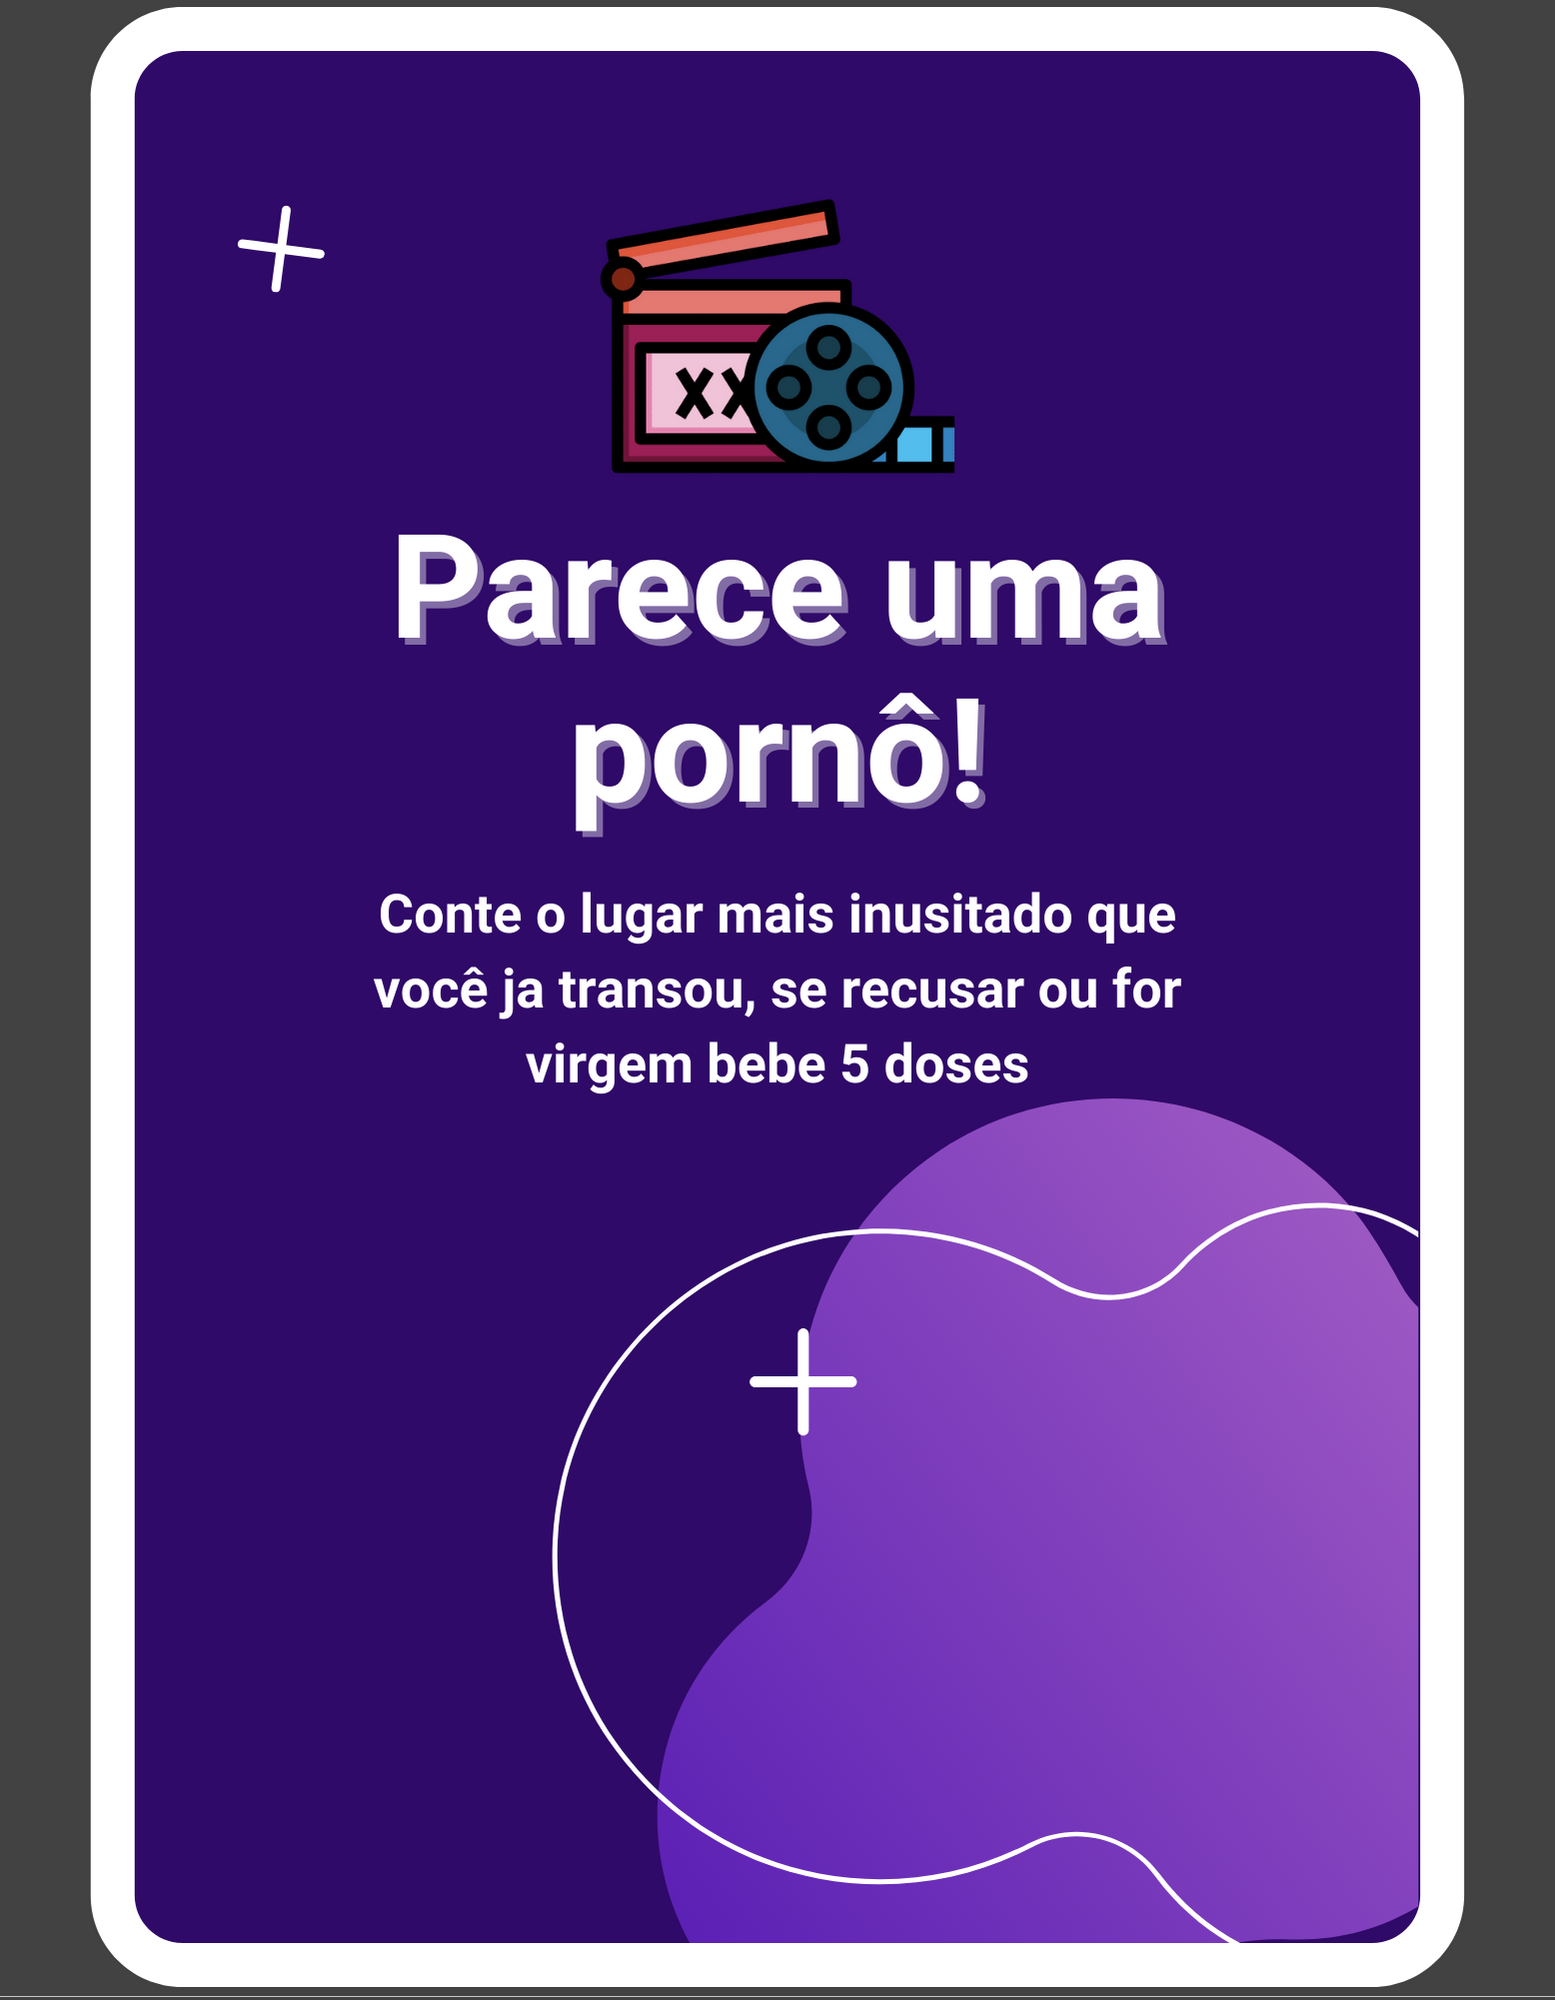 XX
Parece uma
pornô!
Conte o lugar mais inusitado que
você ja transou, se recusar ou for
virgem bebe 5 doses